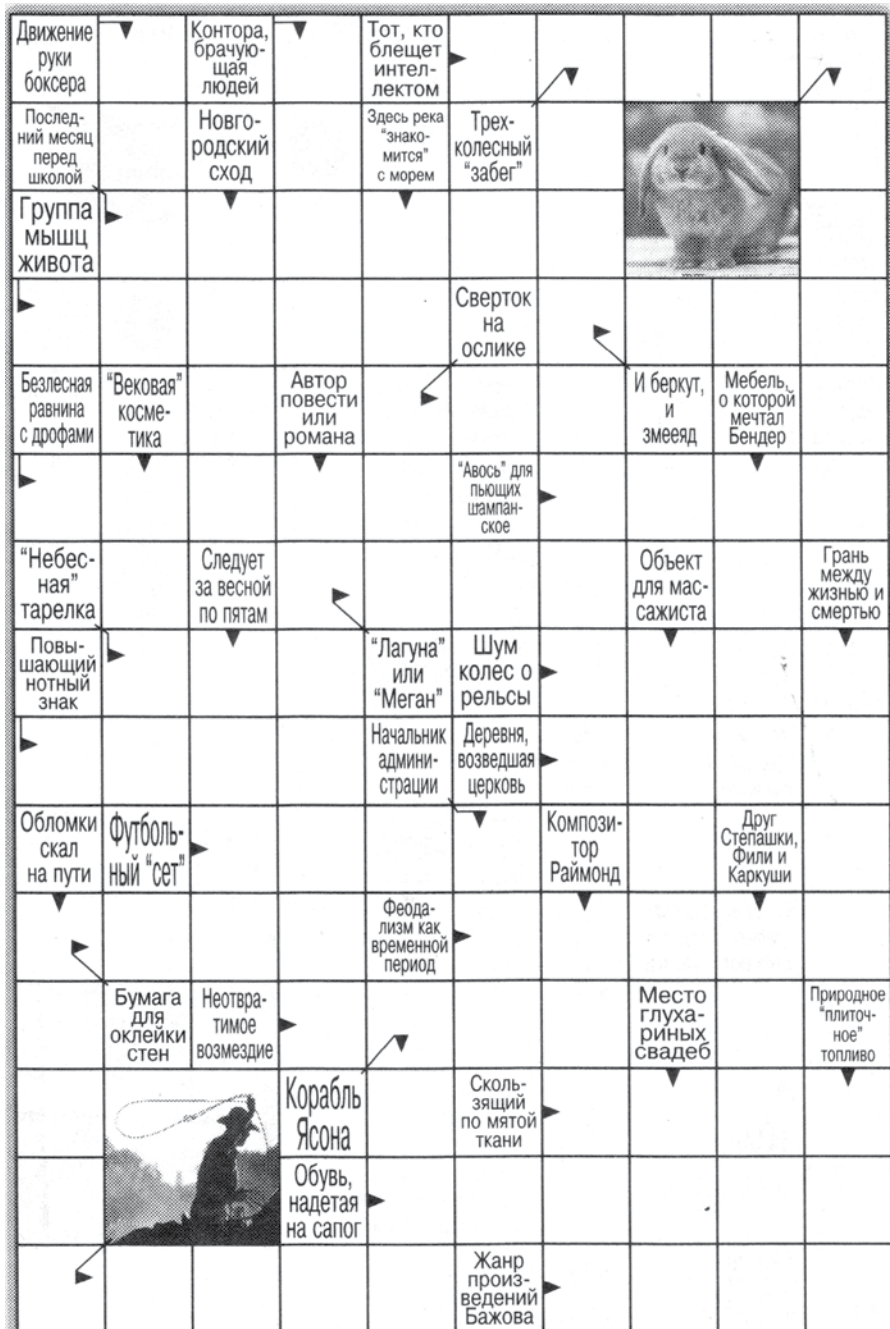 Движение
руки
боксера
Контора,
брачую-
щая
людей
Тот, кто
блещет
интел-
лектом
Послед-
ний месяц
перед
школой
Новго-
родский
сход
Здесь река
"знако-
мится"
с морем
Трех-
колесный
"забег"
Группа
мышц
живота
Сверток
на
ослике
Безлесная
равнина
с дрофами
"Вековая"
косме-
тика
Автор
повести
или
романа
И беркут,
и
змееяд
Мебель,
о которой
мечтал
Бендер
"Авось" для
пьющих
шампан-
ское
"Небес-
ная"
тарелка
Следует
за весной
по пятам
Объект
для мас-
сажиста
Грань
между
жизнью и
смертью
Повы-
шающий
нотный
знак
"Лагуна"
или
"Меган"
Шум
колес о
рельсы
Начальник
админи-
страции
Деревня,
возведшая
церковь
Обломки
скал
на пути
Футболь-
ный "сет"
Компози-
тор
Раймонд
Друг
Степашки,
Фили и
Каркуши
Феода-
лизм как
временной
период
Бумага
для
оклейки
стен
Неотвра-
тимое
возмездие
Место
глуха-
риных
свадеб
Природное
"плиточ-
ное"
топливо
Корабль
Ясона
Сколь-
зящий
по мятой
ткани
Обувь,
надетая
на сапог
Жанр
произ-
ведений
Бажова